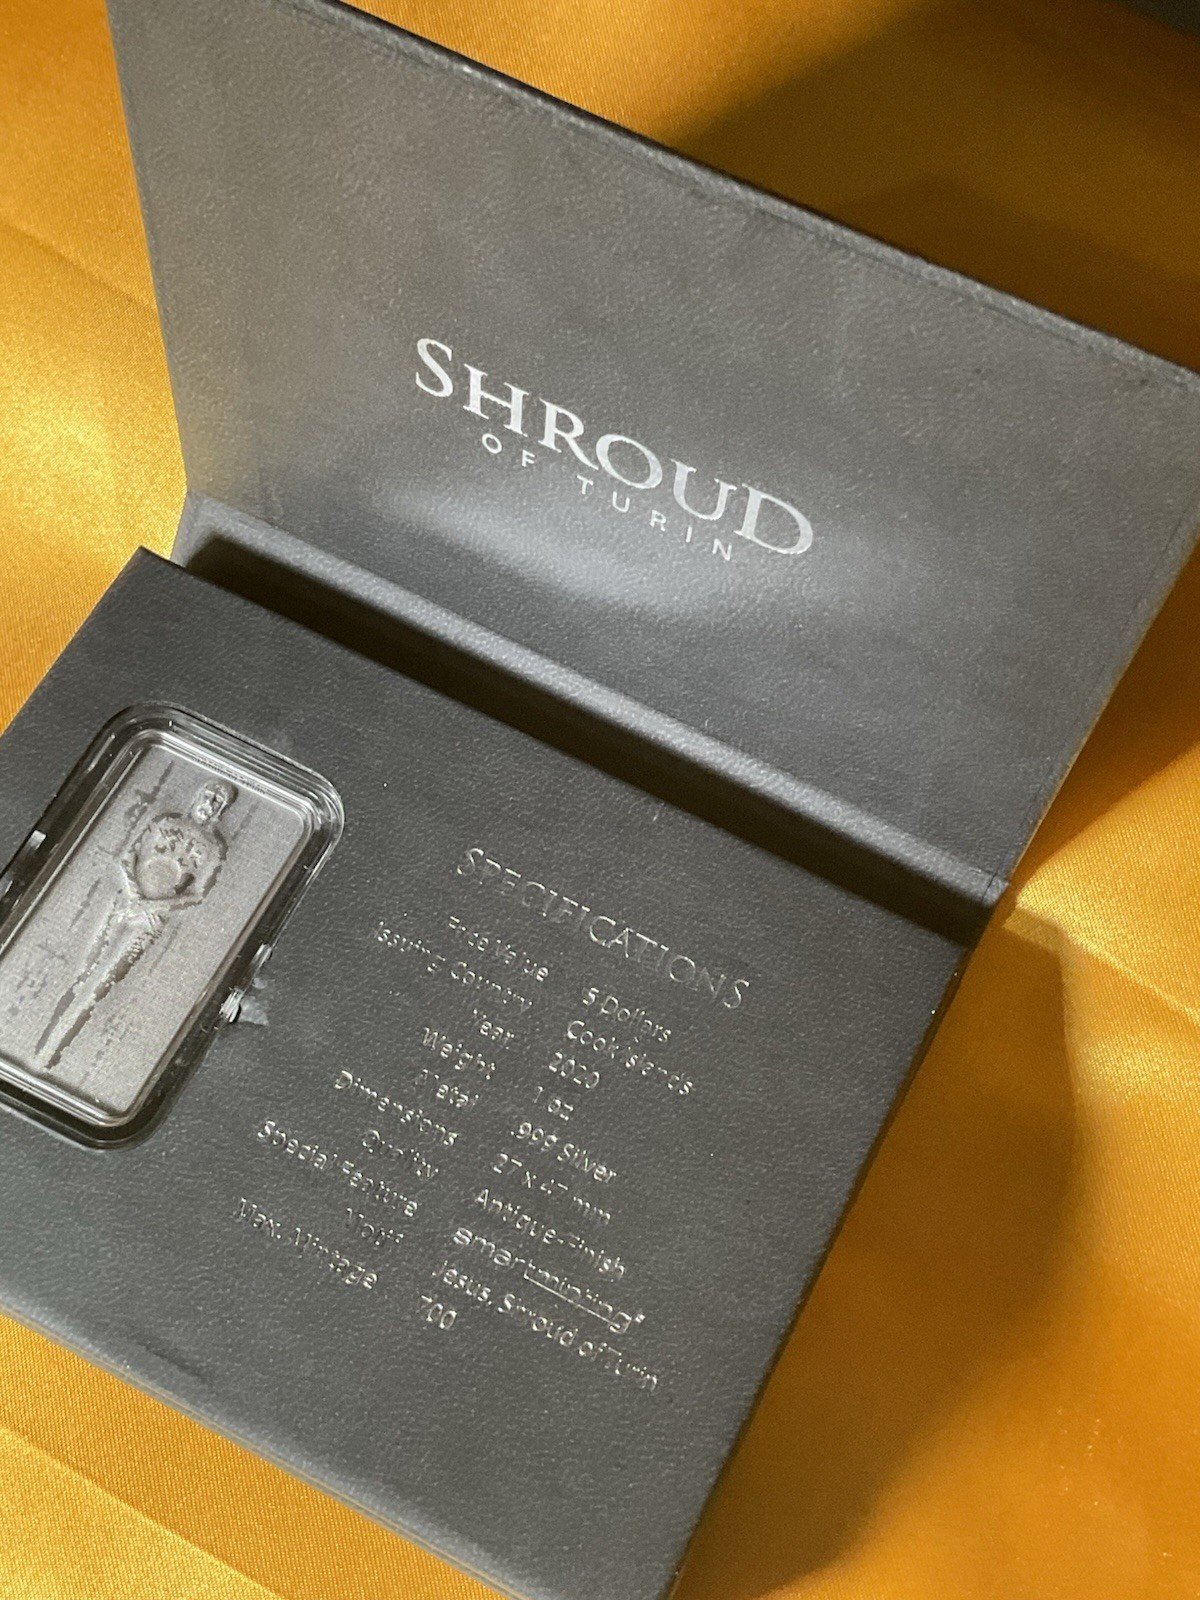 SHROUD
OF TURIN
SPECIFICATIONS
Face Value 5 Dollars
Issuing Country Cook Islands
Year 2020
Weight 1 oz
Metal .999 Silver
Dimensions 27 x 47 mm
Quality Antique-Finish
Special Feature smartminting®
Motif Jesus, Shroud of Turin
Max. Mintage 700